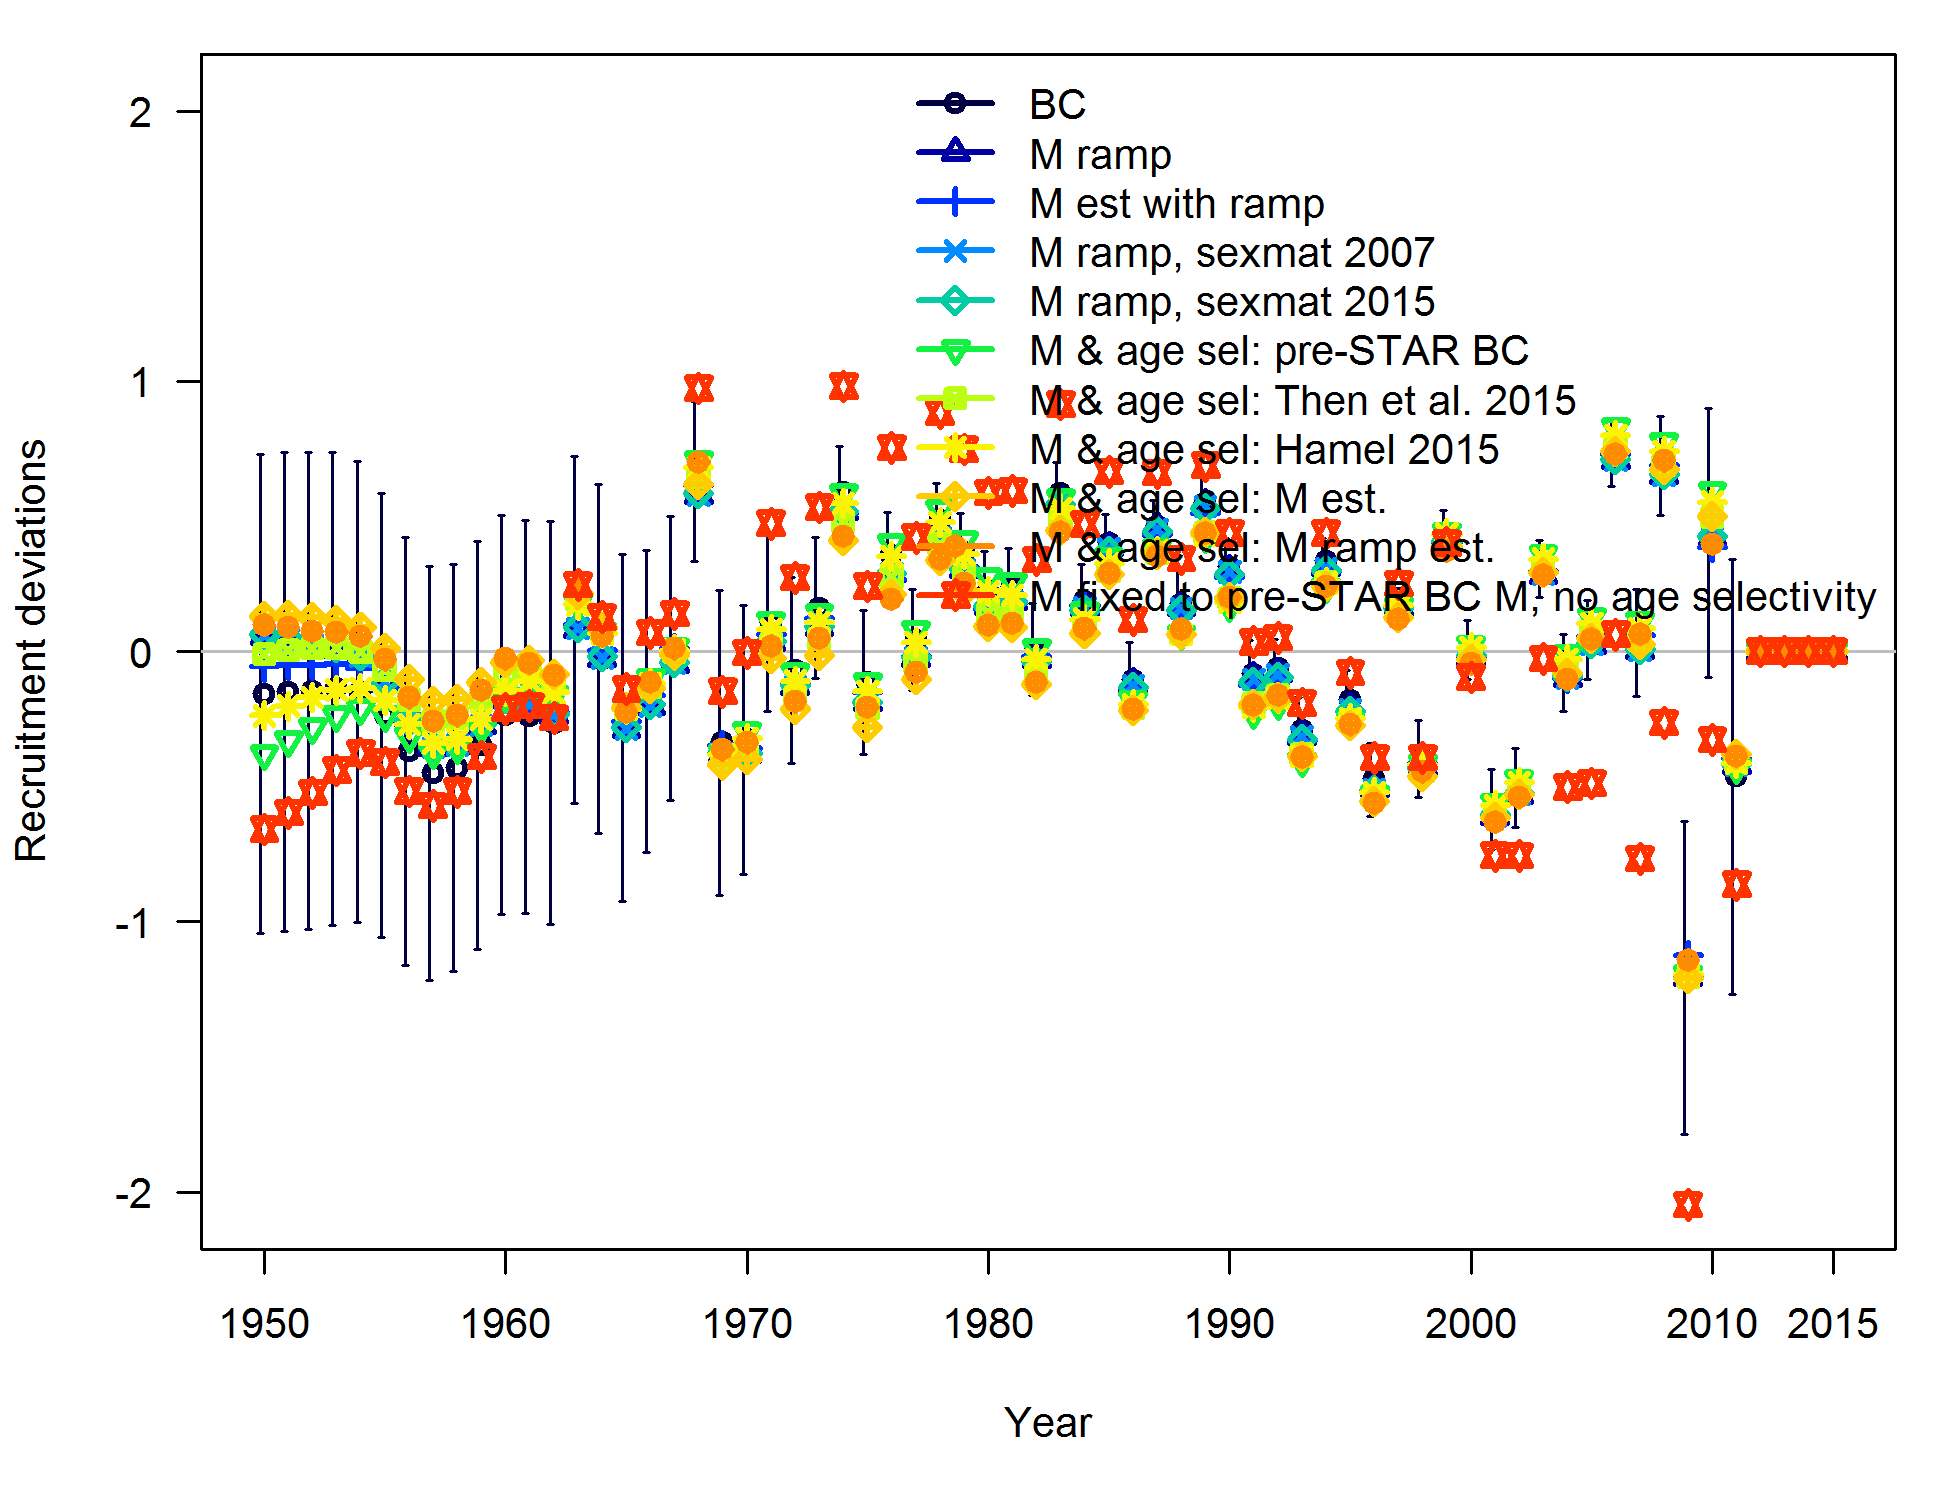 BC
M ramp
M est with ramp
M ramp, sexmat 2007
M ramp, sexmat 2015
M & age sel: pre-STAR BC
M & age sel: Then et al. 2015
M & age sel: Hamel 2015
M & age sel: M est.
M & age sel: M ramp est.
M fixed to pre-STAR BC M, no age selectivity
2
1
0
-1
-2
Recruitment deviations
1950 1960 1970 1980 1990 2000 2010 2015
Year